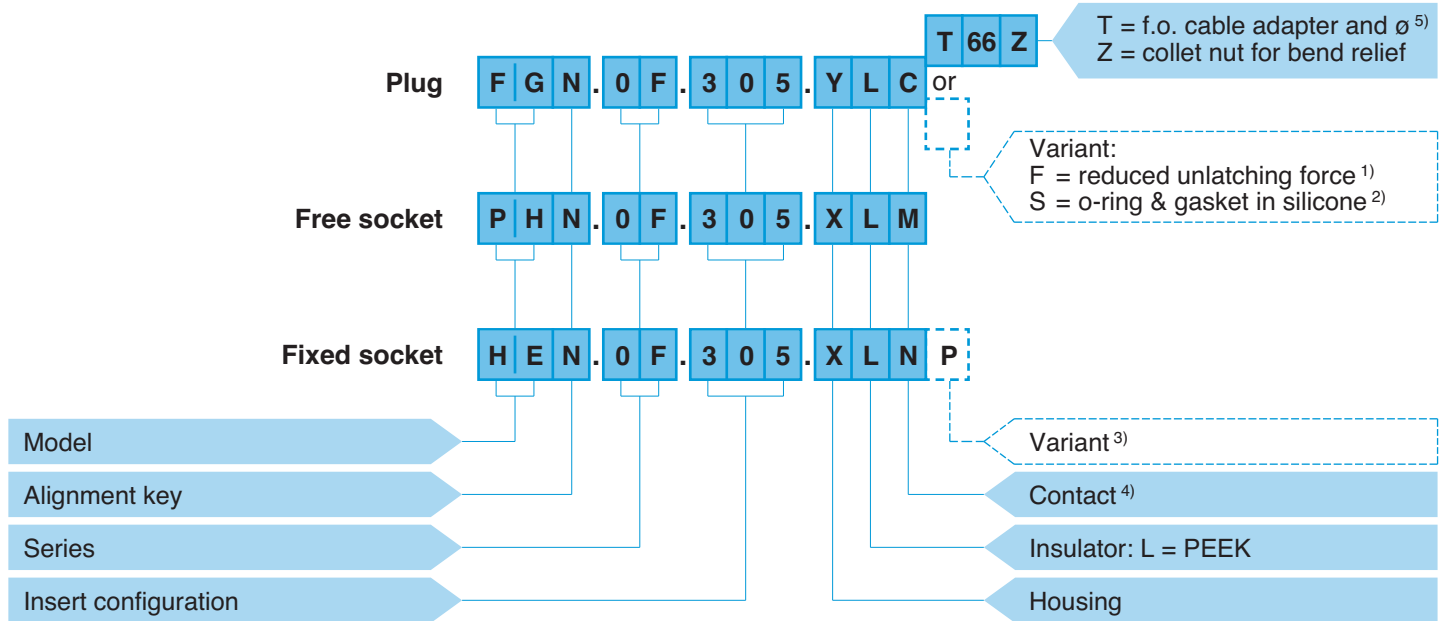 T 66 Z
T = f.o. cable adapter and ø 5)
Z = collet nut for bend relief
Plug F G N . 0 F . 3 0 5 . Y L C or
Variant:
F = reduced unlatching force 1)
S = o-ring & gasket in silicone 2)
Free socket P H N . 0 F . 3 0 5 . X L M
Fixed socket H E N . 0 F . 3 0 5 . X L N P
Model
Variant 3)
Alignment key
Contact 4)
Series
Insulator: L = PEEK
Insert configuration
Housing